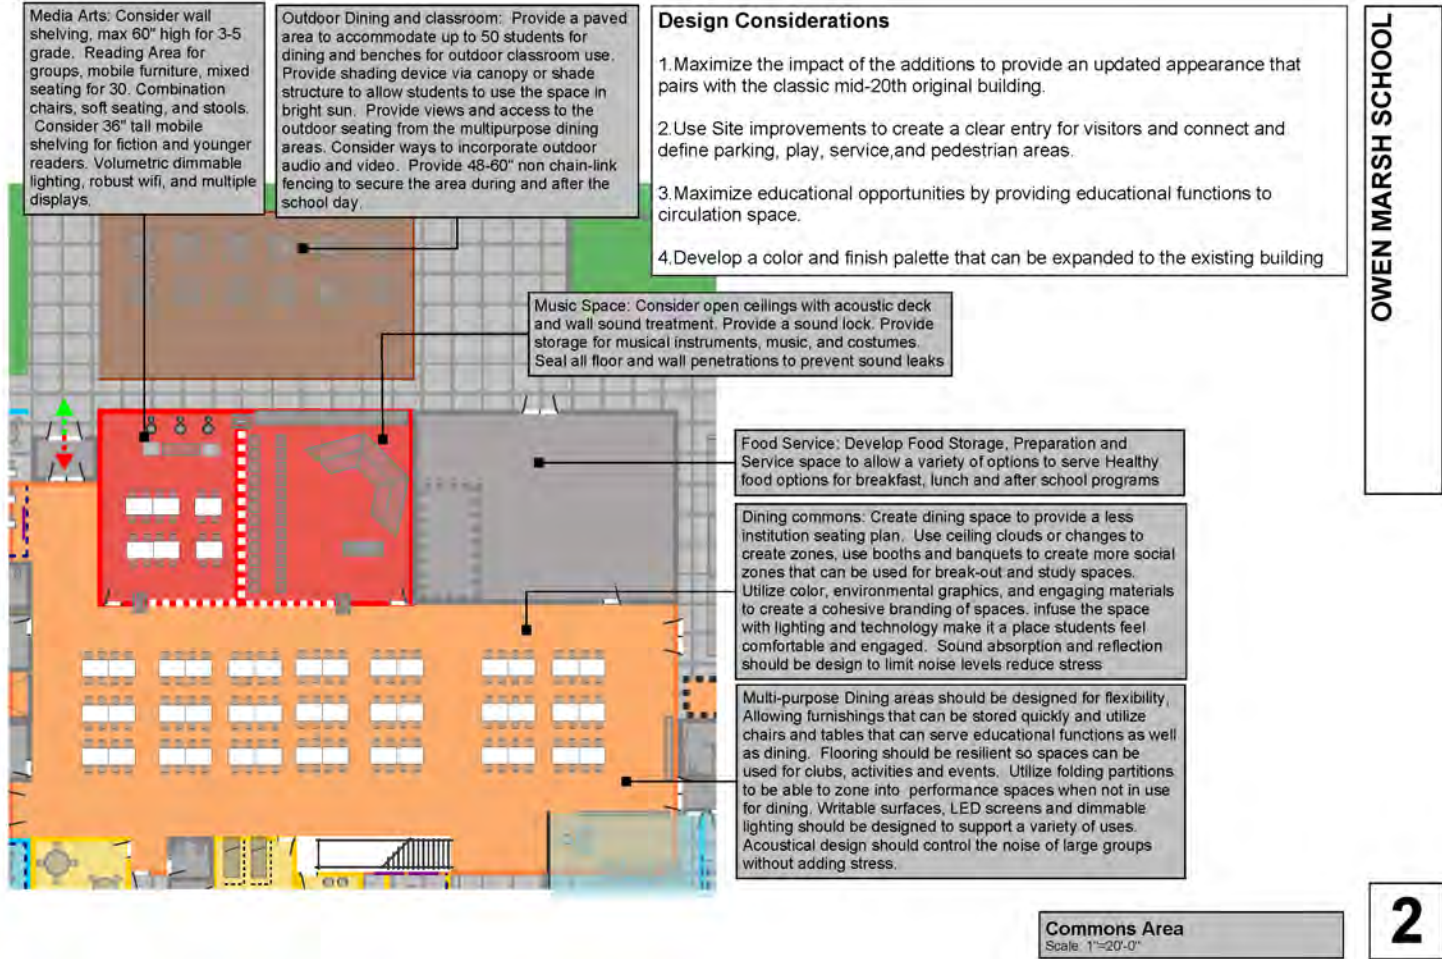 Media Arts: Consider wall
shelving, max 60" high for 3-5
grade. Reading Area for
groups, mobile furniture, mixed
seating for 30. Combination
chairs, soft seating, and stools.
Consider 36" tall mobile
shelving for fiction and younger
readers. Volumetric dimmable
lighting, robust wifi, and multiple
displays.
Outdoor Dining and classroom: Provide a paved
area to accommodate up to 50 students for
dining and benches for outdoor classroom use.
Provide shading device via canopy or shade
structure to allow students to use the space in
bright sun. Provide views and access to the
outdoor seating from the multipurpose dining
areas. Consider ways to incorporate outdoor
audio and video. Provide 48-60" non chain-link
fencing to secure the area during and after the
school day.
Design Considerations
1.Maximize the impact of the additions to provide an updated appearance that
pairs with the classic mid-20th original building.
2.Use Site improvements to create a clear entry for visitors and connect and
define parking, play, service,and pedestrian areas.
3.Maximize educational opportunities by providing educational functions to
circulation space.
4.Develop a color and finish palette that can be expanded to the existing building
OWEN MARSH SCHOOL
Music Space: Consider open ceilings with acoustic deck
and wall sound treatment. Provide a sound lock. Provide
storage for musical instruments, music, and costumes.
Seal all floor and wall penetrations to prevent sound leaks
Food Service: Develop Food Storage, Preparation and
Service space to allow a variety of options to serve Healthy
food options for breakfast, lunch and after school programs
Dining commons: Create dining space to provide a less
institution seating plan. Use ceiling clouds or changes to
create zones, use booths and banquets to create more social
zones that can be used for break-out and study spaces.
Utilize color, environmental graphics, and engaging materials
to create a cohesive branding of spaces. infuse the space
with lighting and technology make it a place students feel
comfortable and engaged. Sound absorption and reflection
should be design to limit noise levels reduce stress
Multi-purpose Dining areas should be designed for flexibility,
Allowing furnishings that can be stored quickly and utilize
chairs and tables that can serve educational functions as well
as dining. Flooring should be resilient so spaces can be
used for clubs, activities and events. Utilize folding partitions
to be able to zone into performance spaces when not in use
for dining. Writable surfaces, LED screens and dimmable
lighting should be designed to support a variety of uses.
Acoustical design should control the noise of large groups
without adding stress.
Commons Area
Scale: 1"=20'-0"
2